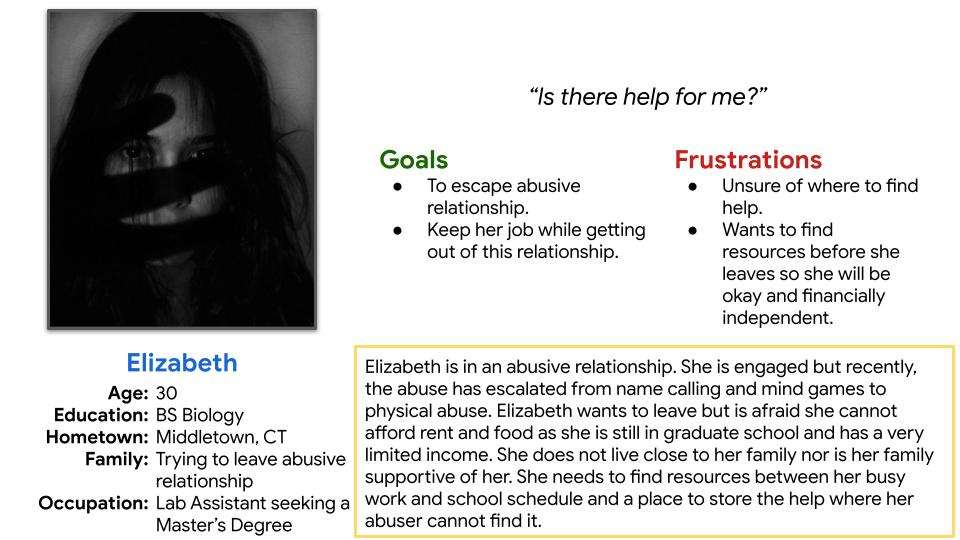 “Is there help for me?”
Goals
● To escape abusive
relationship.
● Keep her job while getting
out of this relationship.
Frustrations
● Unsure of where to find
help.
● Wants to find
resources before she
leaves so she will be
okay and financially
independent.
Elizabeth
Age: 30
Education: BS Biology
Hometown: Middletown, CT
Family: Trying to leave abusive
relationship
Occupation: Lab Assistant seeking a
Master’s Degree
Elizabeth is in an abusive relationship. She is engaged but recently,
the abuse has escalated from name calling and mind games to
physical abuse. Elizabeth wants to leave but is afraid she cannot
afford rent and food as she is still in graduate school and has a very
limited income. She does not live close to her family nor is her family
supportive of her. She needs to find resources between her busy
work and school schedule and a place to store the help where her
abuser cannot find it.